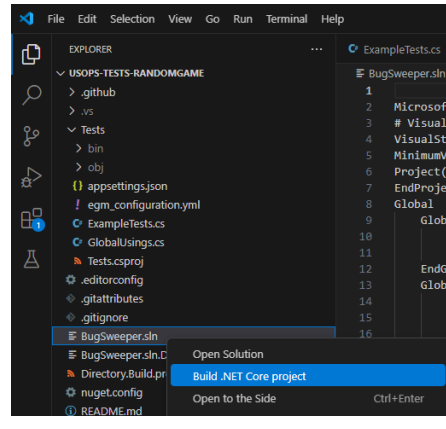 File Edit Selection View Go Run Terminal Help
EXPLORER
ExampleTests.cs
USOPS-TESTS-RANDOMGAME
BugSweeper.sln
.github
1
.vs
2 Microsof
Tests
3 # Visual
bin
4 VisualSt
obj
5 MinimumV
appsettings.json
6 Project(
egm_configuration.yml
7 EndProje
ExampleTests.cs
8 Global
GlobalUsings.cs
9 Glob
Tests.csproj
10
.editorconfig
11
.gitattributes
12 EndG
.gitignore
13 Glob
14
15
BugSweeper.sln
16
BugSweeper.sln.D
Open Solution
Directory.Build.pr
Build .NET Core project
nuget.config
Open to the Side Ctrl+Enter
README.md
1